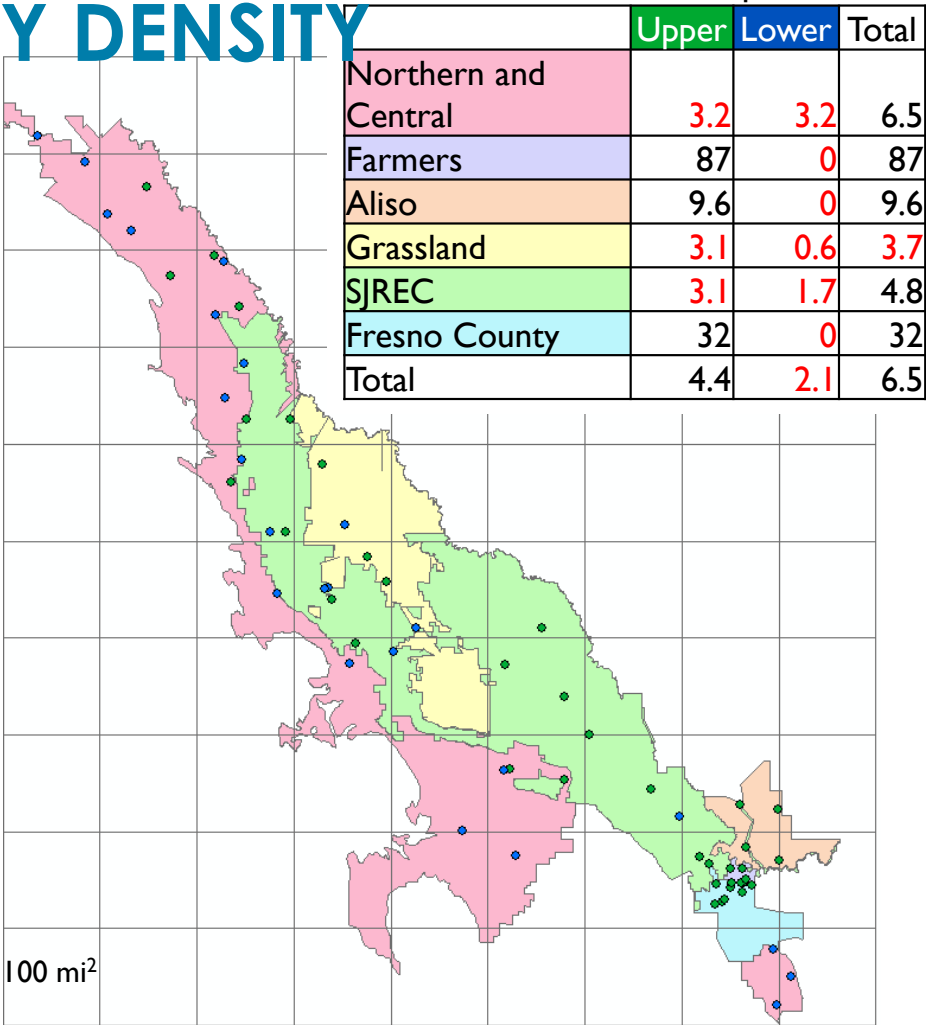 Y DENSITY
Upper Lower Total
Northern and
Central 3.2 3.2 6.5
Farmers 87 0 87
Aliso 9.6 0 9.6
Grassland 3.1 0.6 3.7
SJREC 3.1 1.7 4.8
Fresno County 32 0 32
Total 4.4 2.1 6.5
100 mi²